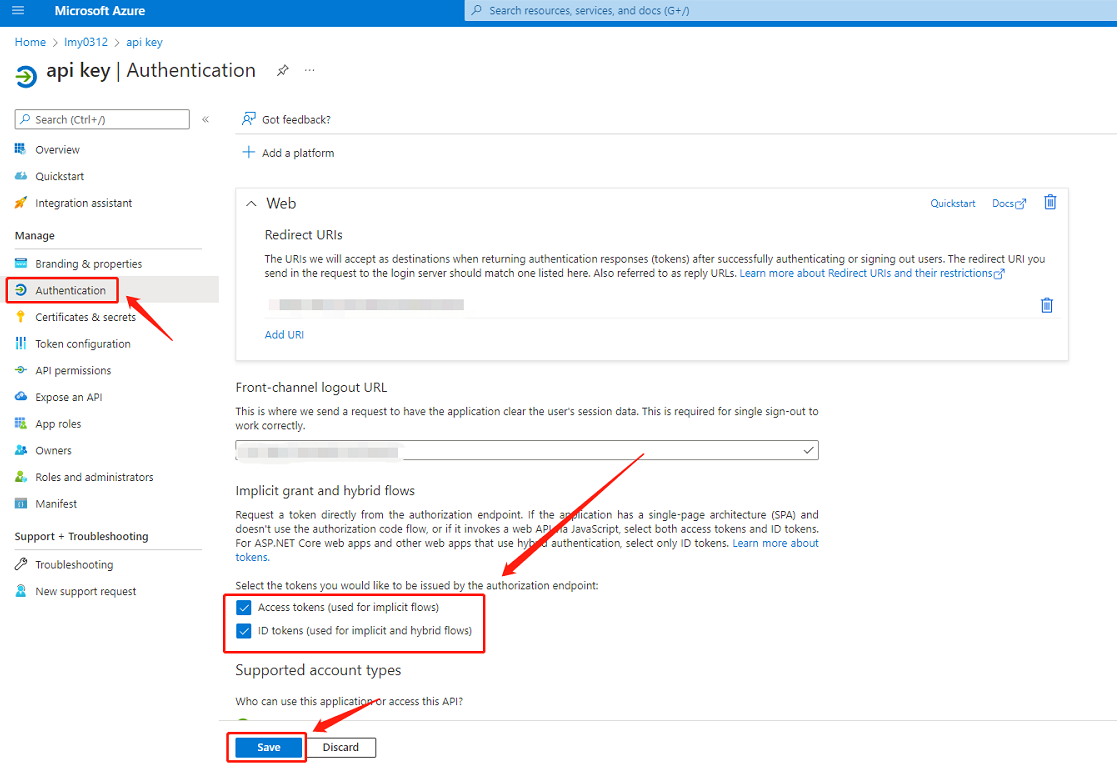 Microsoft Azure
Search resources, services, and docs (G+/)
Home > lmy0312 > api key
api key | Authentication
Search (Ctrl+/)
Got feedback?
Overview
Quickstart
Integration assistant
Manage
Branding & properties
Authentication
Certificates & secrets
Token configuration
API permissions
Expose an API
App roles
Owners
Roles and administrators
Manifest
Support + Troubleshooting
Troubleshooting
New support request
Add a platform
Web
Quickstart
Docs
Redirect URIs
The URIs we will accept as destinations when returning authentication responses (tokens) after successfully authenticating or signing out users. The redirect URI you
send in the request to the login server should match one listed here. Also referred to as reply URLs. Learn more about Redirect URIs and their restrictions
Add URI
Front-channel logout URL
This is where we send a request to have the application clear the user's session data. This is required for single sign-out to
work correctly.
Implicit grant and hybrid flows
Request a token directly from the authorization endpoint. If the application has a single-page architecture (SPA) and
doesn't use the authorization code flow, or if it invokes a web API via JavaScript, select both access tokens and ID tokens.
For ASP.NET Core web apps and other web apps that use hybrid authentication, select only ID tokens. Learn more about
tokens.
Select the tokens you would like to be issued by the authorization endpoint:
Access tokens (used for implicit flows)
ID tokens (used for implicit and hybrid flows)
Supported account types
Who can use this application or access this API?
Save
Discard